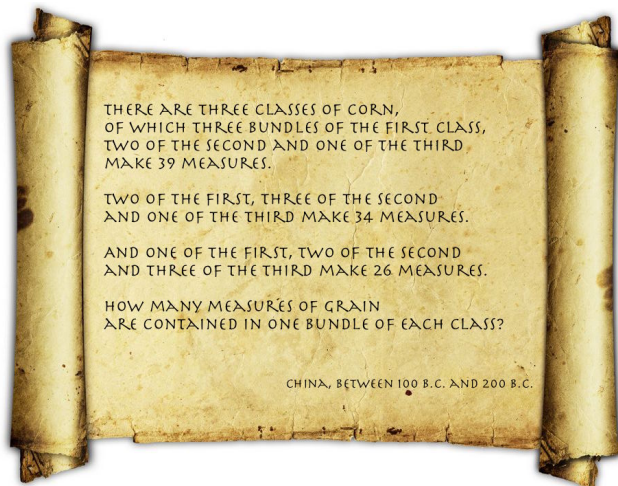 THERE ARE THREE CLASSES OF CORN,
OF WHICH THREE BUNDLES OF THE FIRST CLASS,
TWO OF THE SECOND AND ONE OF THE THIRD
MAKE 39 MEASURES.
TWO OF THE FIRST, THREE OF THE SECOND
AND ONE OF THE THIRD MAKE 34 MEASURES.
AND ONE OF THE FIRST, TWO OF THE SECOND
AND THREE OF THE THIRD MAKE 26 MEASURES.
HOW MANY MEASURES OF GRAIN
ARE CONTAINED IN ONE BUNDLE OF EACH CLASS?
CHINA, BETWEEN 100 B.C. AND 200 B.C.